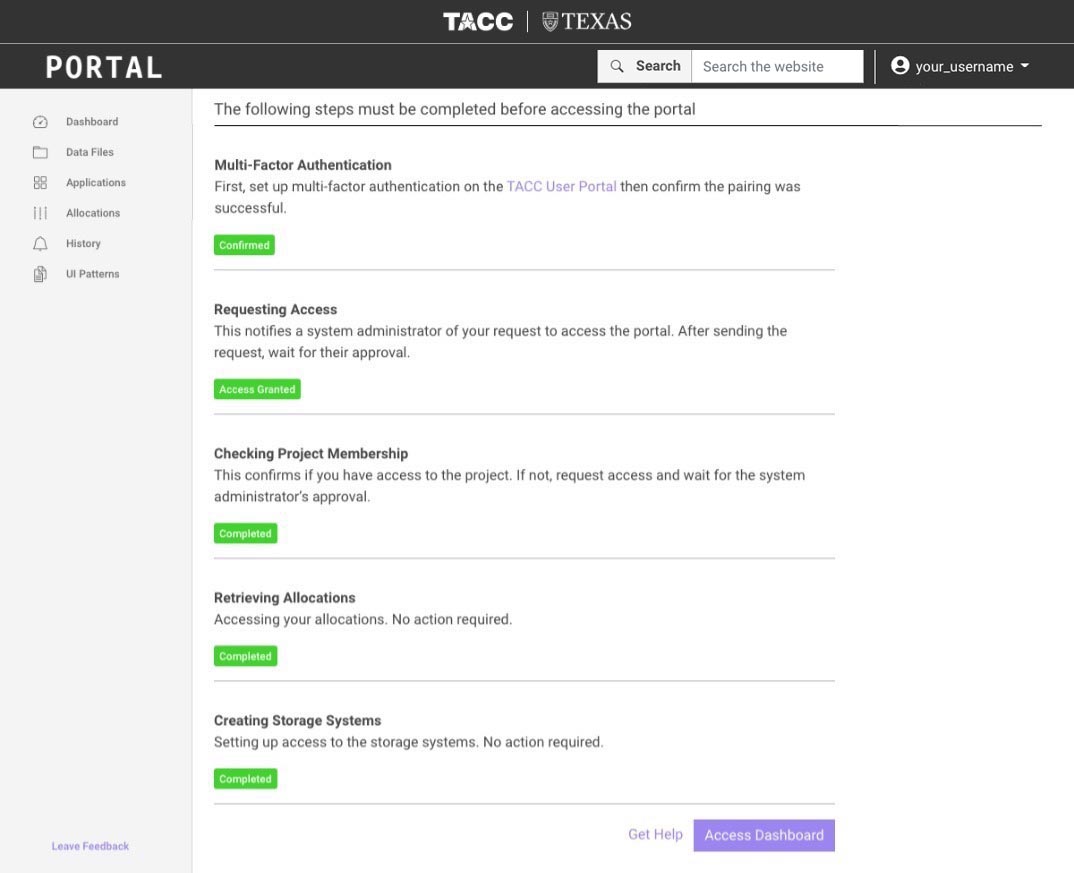 TACC TEXAS
PORTAL
Search
Search the website
your_username
Dashboard
Data Files
Applications
Allocations
History
UI Patterns
Leave Feedback
The following steps must be completed before accessing the portal
Multi-Factor Authentication
First, set up multi-factor authentication on the TACC User Portal then confirm the pairing was
successful.
Confirmed
Requesting Access
This notifies a system administrator of your request to access the portal. After sending the
request, wait for their approval.
Access Granted
Checking Project Membership
This confirms if you have access to the project. If not, request access and wait for the system
administrator's approval.
Completed
Retrieving Allocations
Accessing your allocations. No action required.
Completed
Creating Storage Systems
Setting up access to the storage systems. No action required.
Completed
Get Help
Access Dashboard